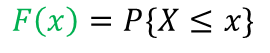 F(x) = P{X ≤ x}